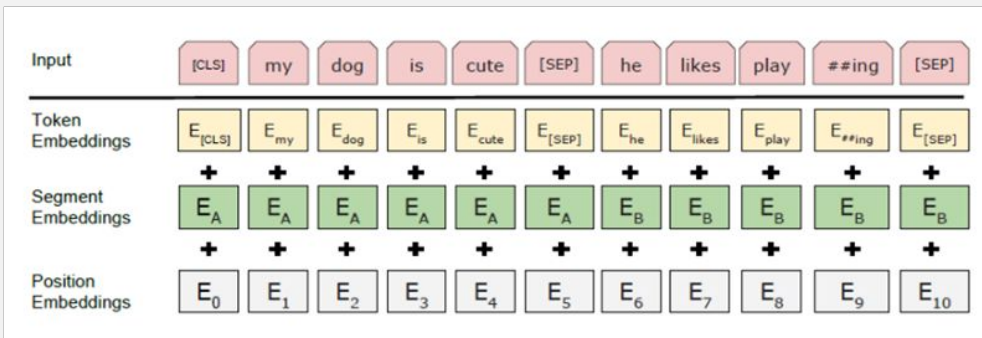 Input [CLS] my dog is cute [SEP] he likes play ##ing [SEP]
Token
Embeddings E[CLS] Emy Edog Eis Ecute E[SEP] Ehe Elikes Eplay E##ing E[SEP]
+ + + + + + + + + + +
Segment
Embeddings EA EA EA EA EA EA EB EB EB EB EB
+ + + + + + + + + + +
Position
Embeddings E0 E1 E2 E3 E4 E5 E6 E7 E8 E9 E10